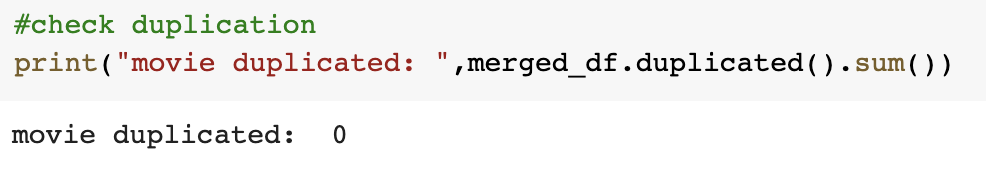 #check duplication
print("movie duplicated: ",merged_df.duplicated().sum())
movie duplicated:  0